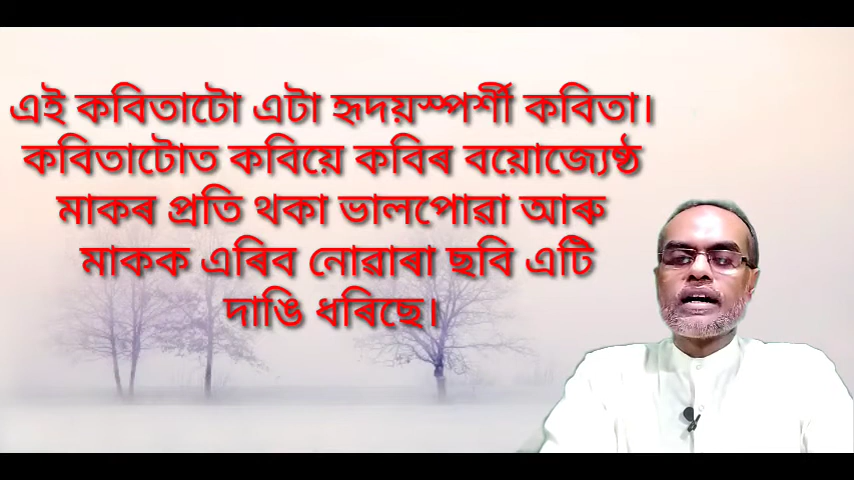 এই কবিতাটো এটা হৃদয়স্পৰ্শী কবিতা।
কবিতাটোত কবিয়ে কবিৰ বয়োজ্যেষ্ঠ
মাকৰ প্ৰতি থকা ভালপোৱা আৰু
মাকক এৰিব নোৱাৰা ছবি এটি
দাঙি ধৰিছে।